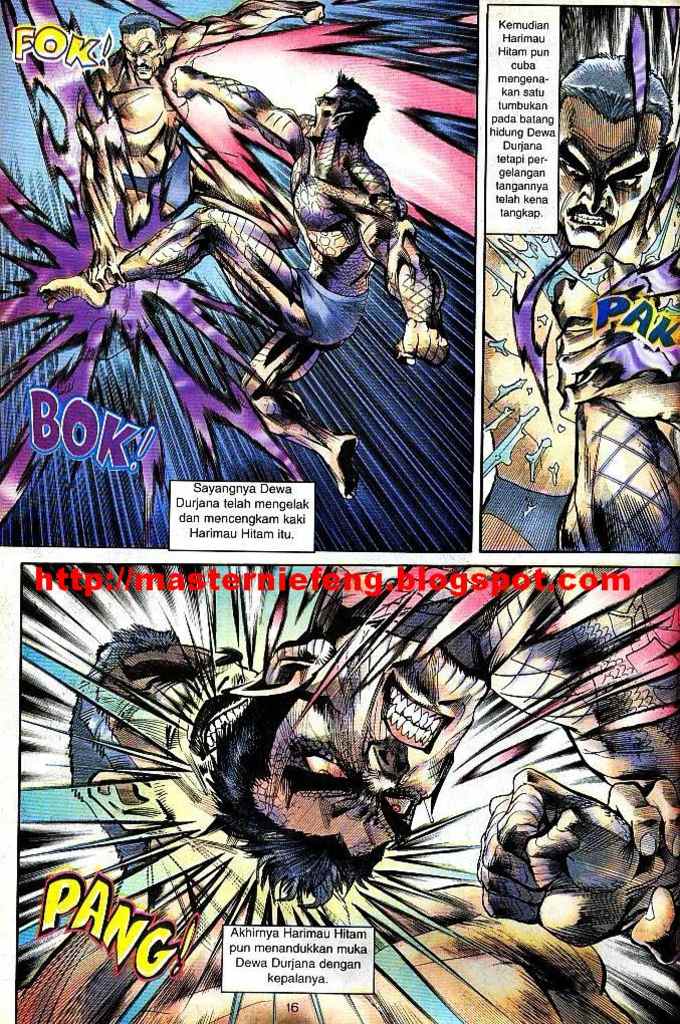 FOK!
BOK!
Sayangnya Dewa
Durjana telah mengelak
dan mencengkam kaki
Harimau Hitam itu.
Kemudian
Harimau
Hitam pun
cuba
mengena-
kan satu
tumbukan
pada batang
hidung Dewa
Durjana
tetapi per-
gelangan
tangannya
telah kena
tangkap.
PAK
http://masterniefeng.blogspot.com
PANG!
Akhirnya Harimau Hitam
pun menandukkan muka
Dewa Durjana dengan
kepalanya.
16